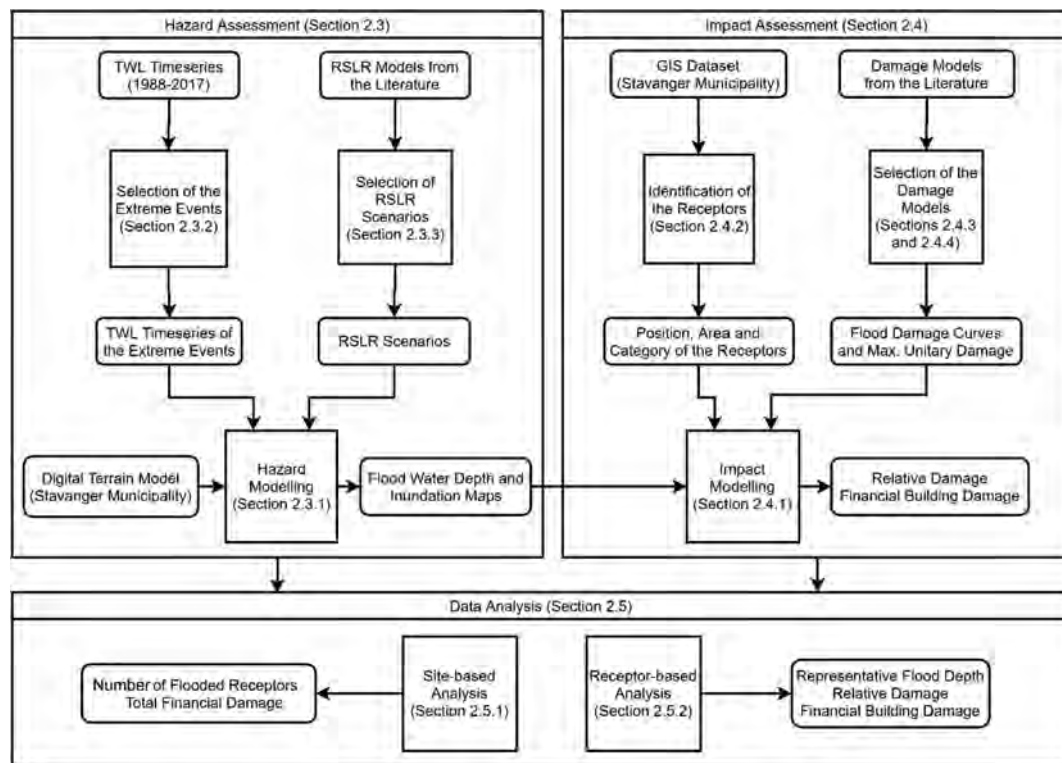 Hazard Assessment (Section 2.3)
TWL Timeseries
(1988-2017)
RSLR Models from
the Literature
Selection of the
Extreme Events
(Section 2.3.2)
Selection of
RSLR
Scenarios
(Section 2.3.3)
TWL Timeseries of
the Extreme Events
RSLR Scenarios
Digital Terrain Model
(Stavanger Municipality)
Hazard
Modelling
(Section 2.3.1)
Flood Water Depth and
Inundation Maps
Impact Assessment (Section 2.4)
GIS Dataset
(Stavanger Municipality)
Damage Models
from the Literature
Identification of
the Receptors
(Section 2.4.2)
Selection of the
Damage
Models
(Sections 2.4.3
and 2.4.4)
Position, Area and
Category of the Receptors
Flood Damage Curves
and Max. Unitary Damage
Impact
Modelling
(Section 2.4.1)
Relative Damage
Financial Building Damage
Data Analysis (Section 2.5)
Number of Flooded Receptors
Total Financial Damage
Site-based
Analysis
(Section 2.5.1)
Receptor-based
Analysis
(Section 2.5.2)
Representative Flood Depth
Relative Damage
Financial Building Damage